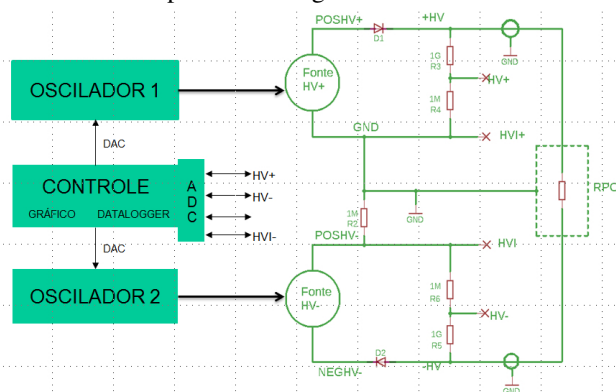 OSCILADOR 1
DAC
CONTROLE
GRÁFICO DATALOGGER
ADC
HV+
HV-
HVI-
DAC
OSCILADOR 2
POSHV+
D1
+HV
GND
Fonte
HV+
1G
R3
HV+
1M
R4
GND
HVI+
RPC
1M
R2
GND
POSHV-
HVI
Fonte
HV-
1M
R6
HV-
1G
R5
D2
NEGHV-
-HV
GND